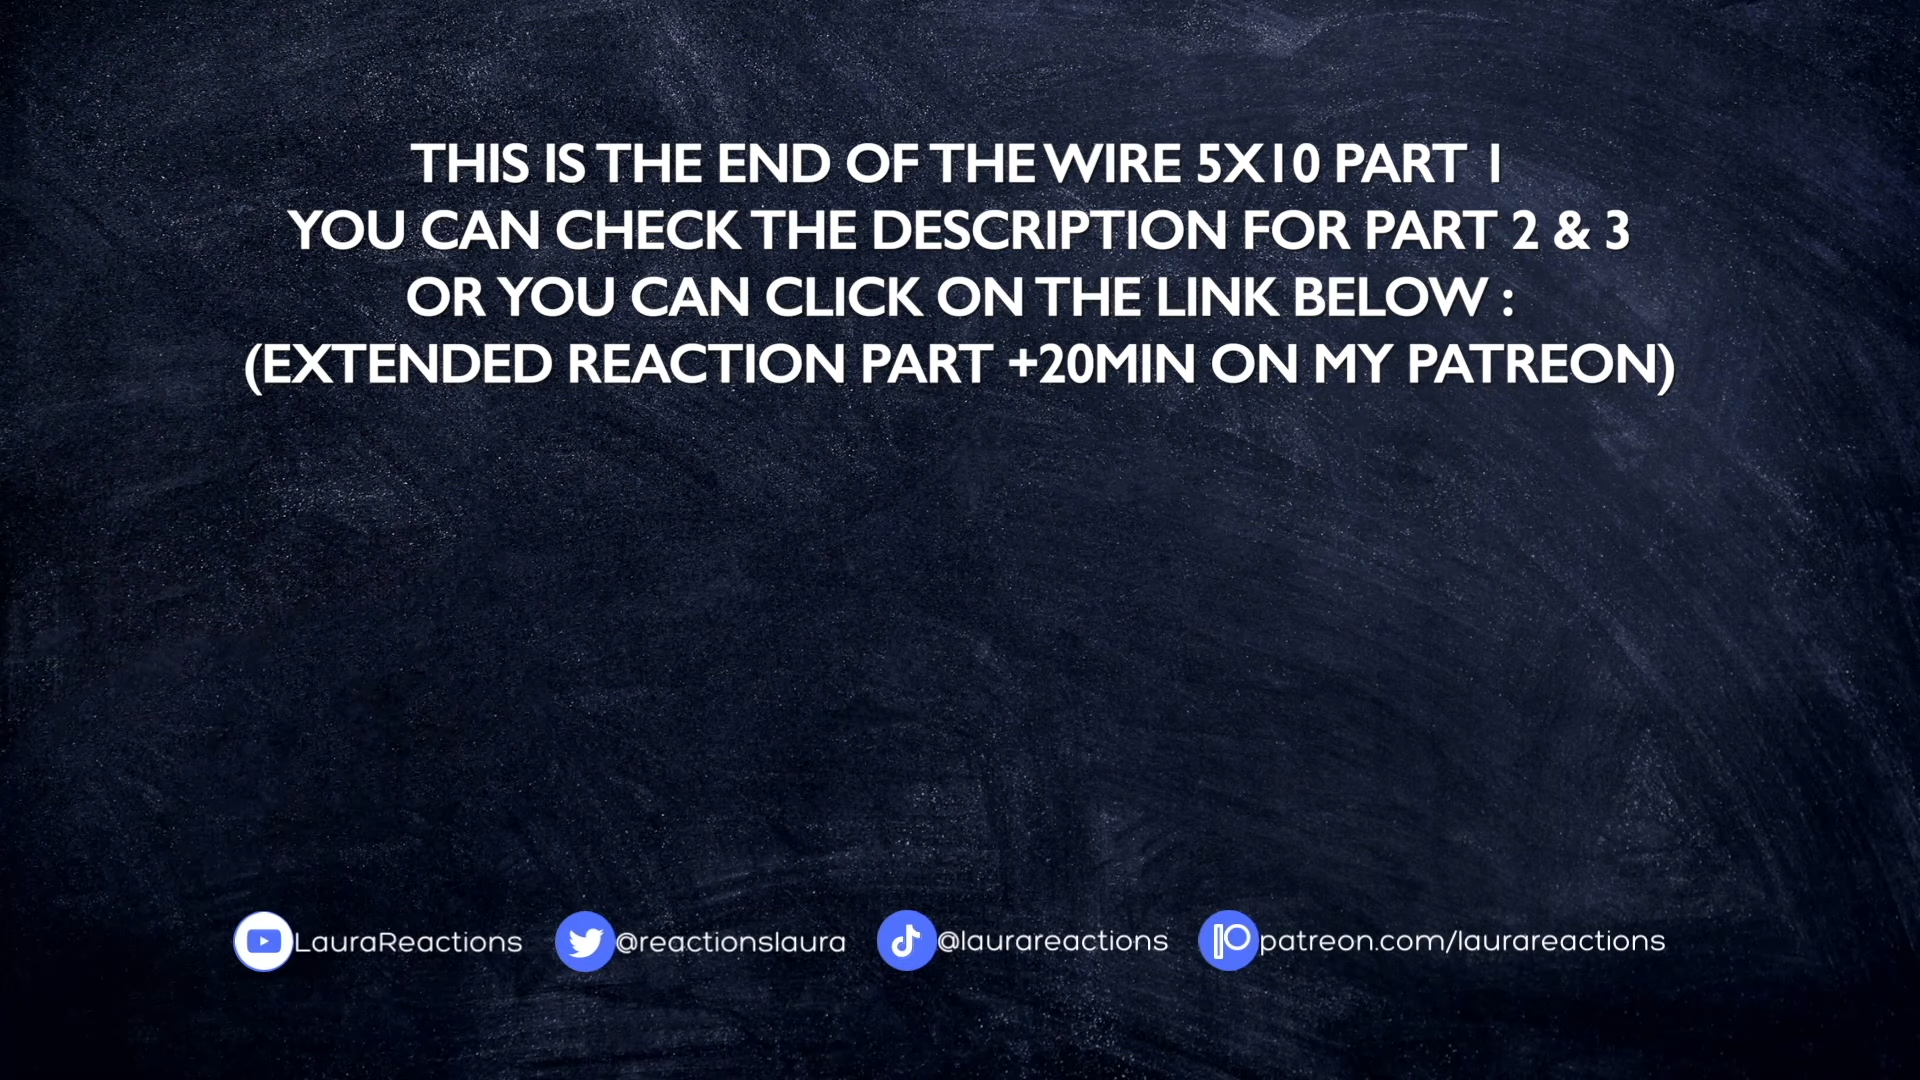 THIS IS THE END OF THE WIRE 5X10 PART 1
YOU CAN CHECK THE DESCRIPTION FOR PART 2 & 3
OR YOU CAN CLICK ON THE LINK BELOW :
(EXTENDED REACTION PART +20MIN ON MY PATREON)
LauraReactions @reactionslaura @laurareactions patreon.com/laurareactions